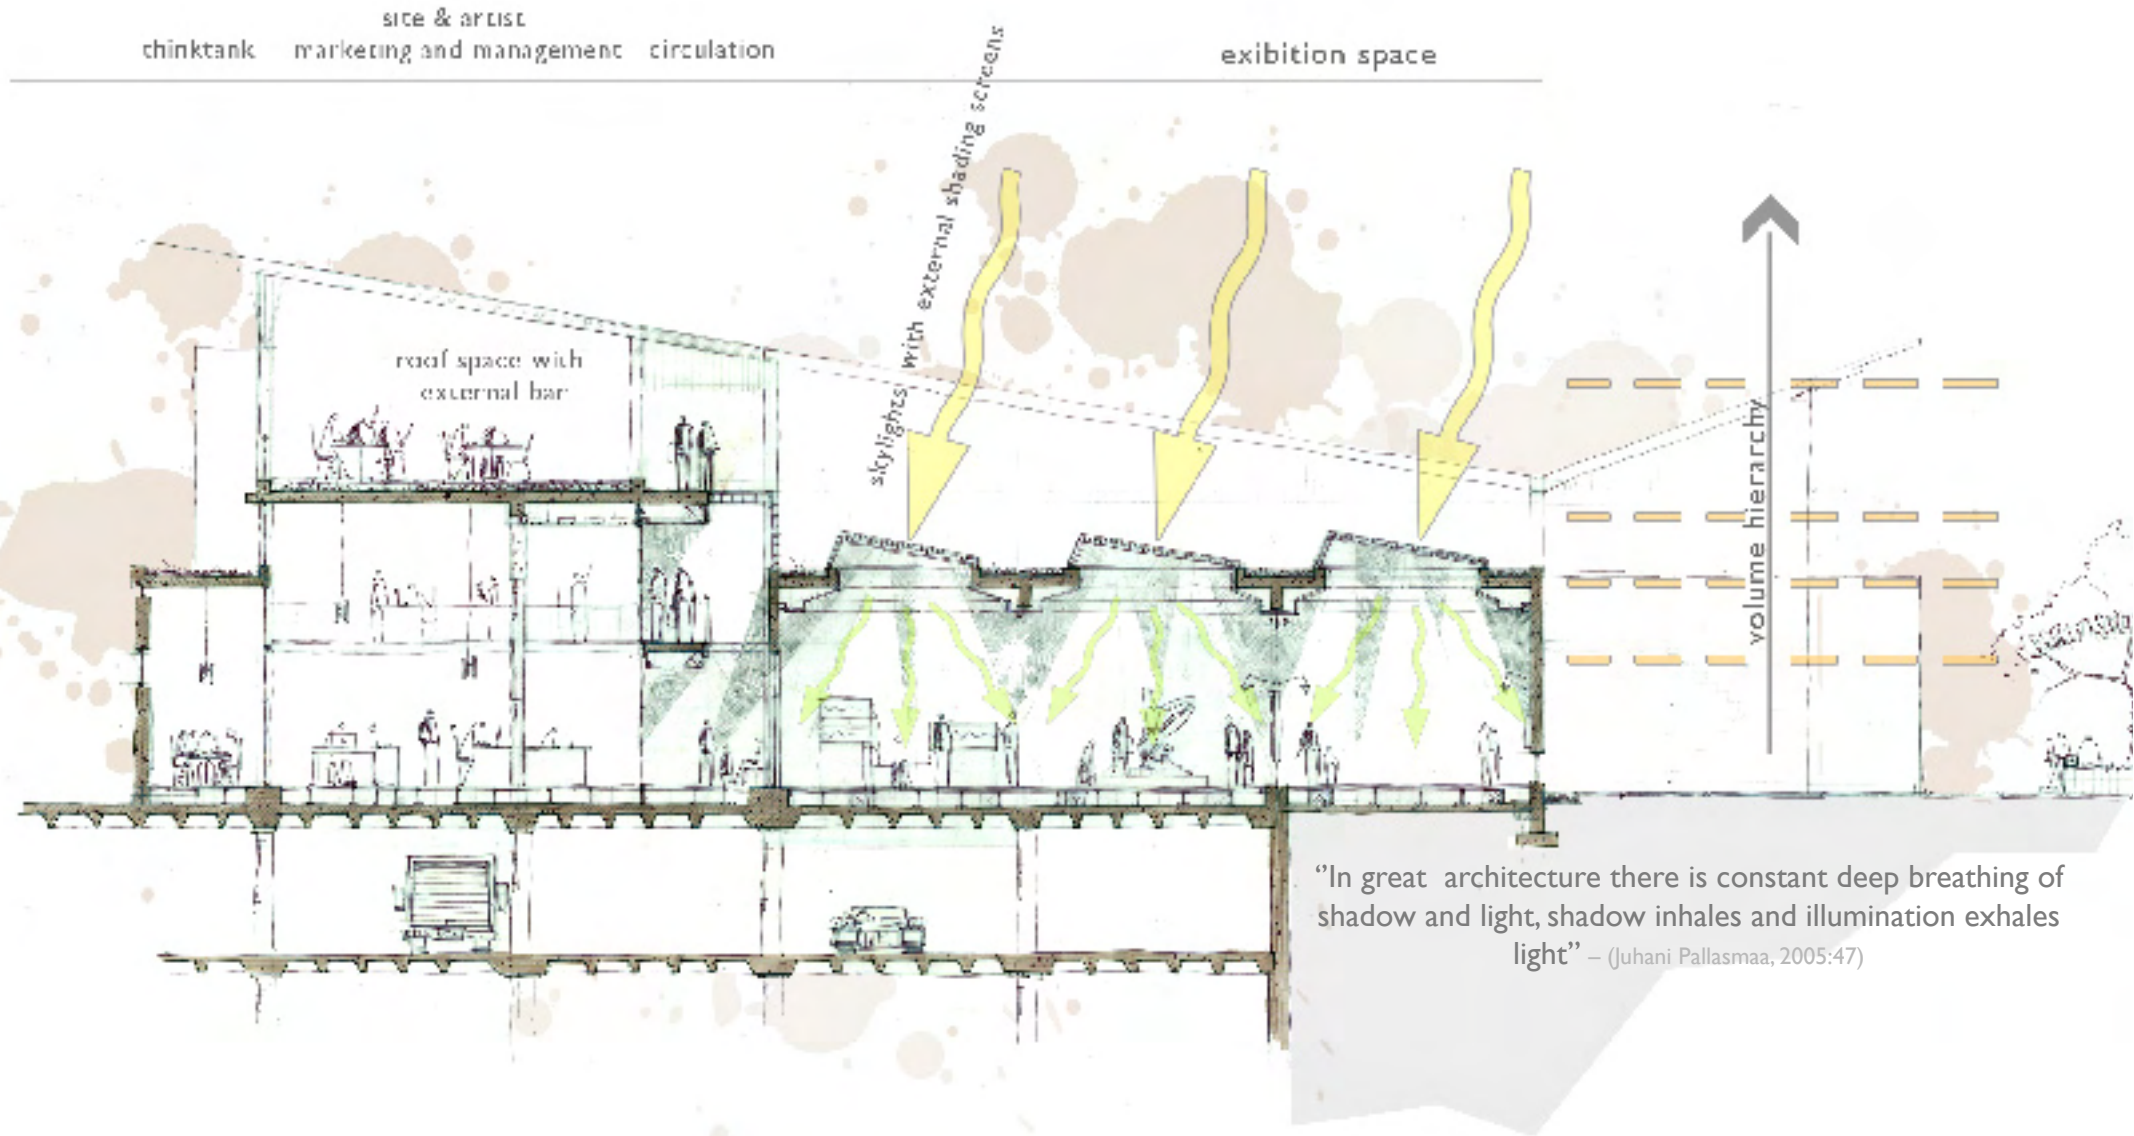 site & artist
thinktank
marketing and management
circulation
exibition space
skylights with external shading screens
roof space with
external bar
volume hierarchy
‘’In great architecture there is constant deep breathing of
shadow and light, shadow inhales and illumination exhales
light’’ – (Juhani Pallasmaa, 2005:47)